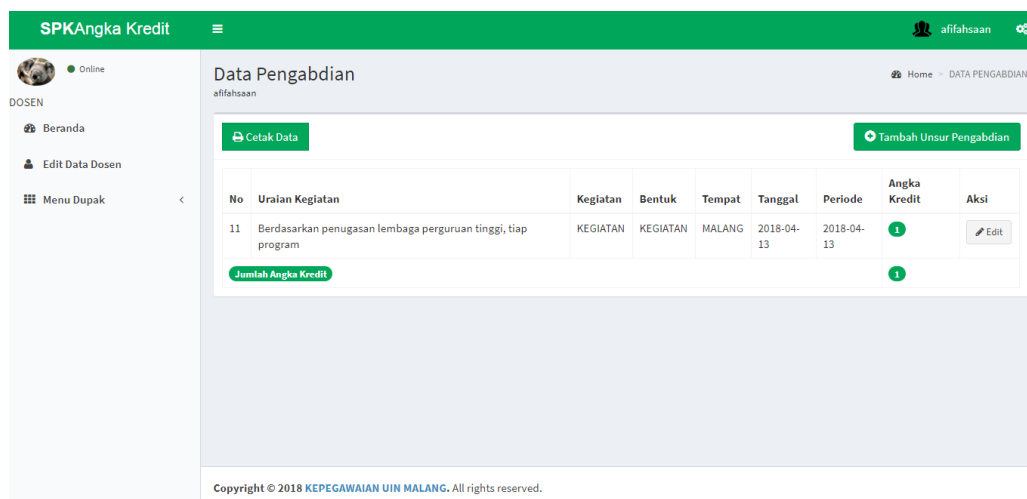 SPKAngka Kredit
afifahsaan
Online
DOSEN
Beranda
Edit Data Dosen
Menu Dupak
Data Pengabdian
afifahsaan
Home > DATA PENGABDIAN
Cetak Data
Tambah Unsur Pengabdian
No Uraian Kegiatan Kegiatan Bentuk Tempat Tanggal Periode Angka Kredit Aksi
11 Berdasarkan penugasan lembaga perguruan tinggi, tiap KEGIATAN KEGIATAN MALANG 2018-04- 2018-04- 1 Edit
program 13 13
Jumlah Angka Kredit 1
Copyright © 2018 KEPEGAWAIAN UIN MALANG. All rights reserved.